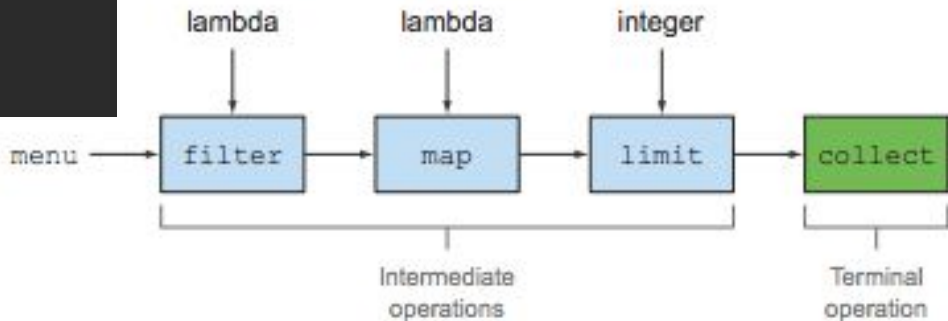 lambda lambda integer
menu filter map limit collect
Intermediate Terminal
operations operation